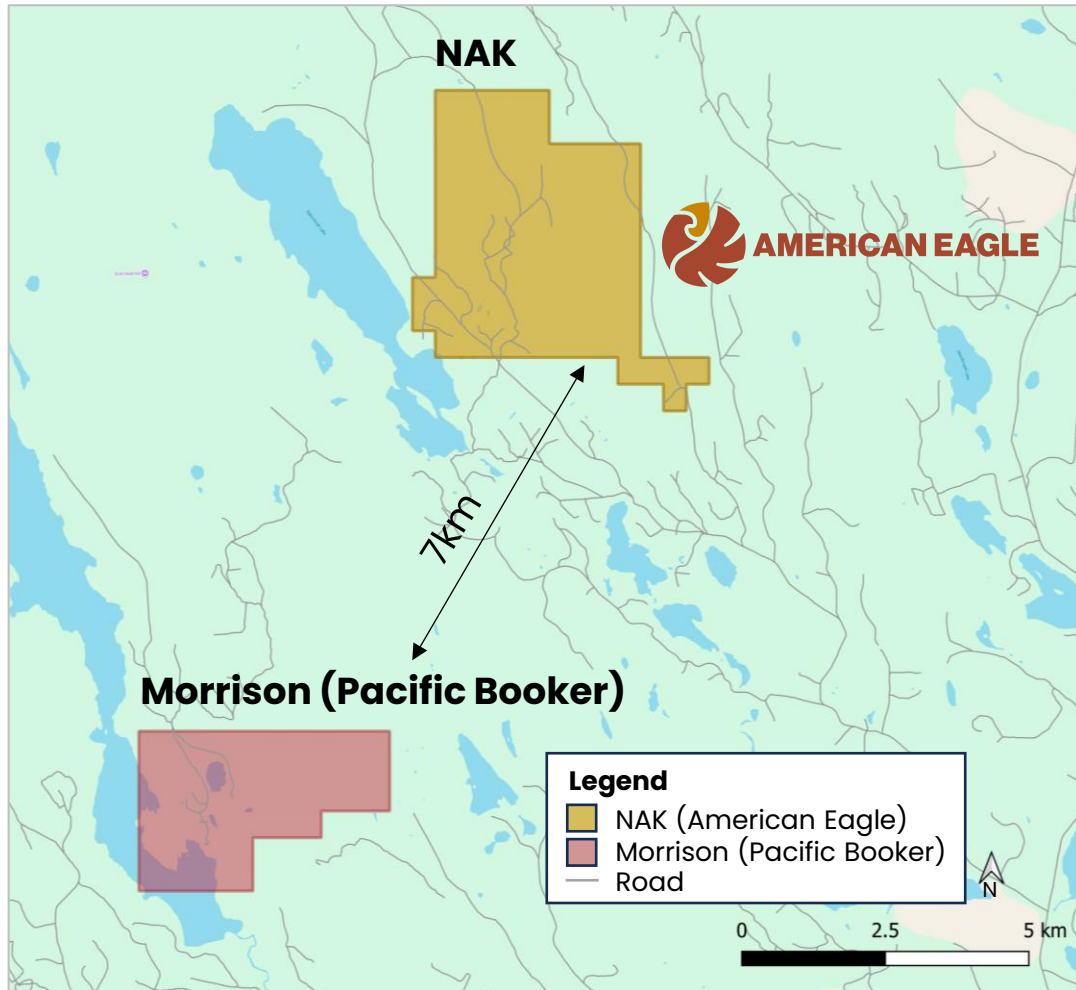 NAK
AMERICAN EAGLE
7km
Morrison (Pacific Booker)
Legend
NAK (American Eagle)
Morrison (Pacific Booker)
Road
N
0 2.5 5 km